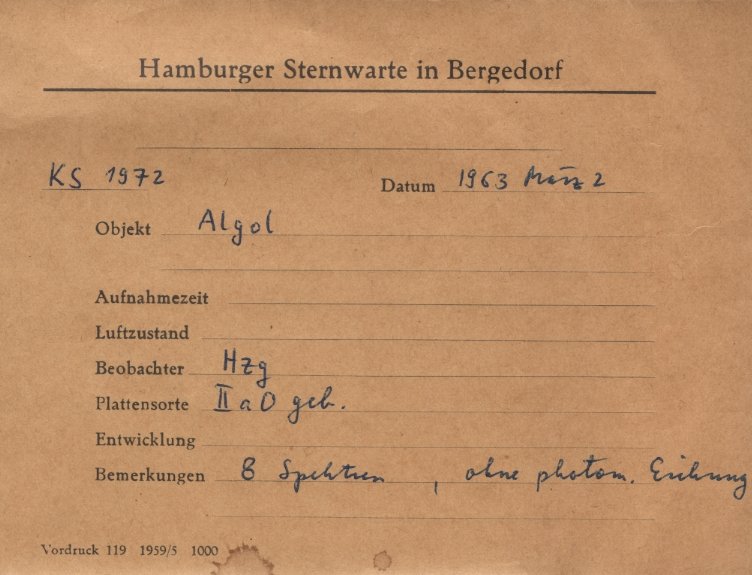 Hamburger Sternwarte in Bergedorf
KS 1972 Datum 1963 März 2
Objekt Algol
Aufnahmezeit
Luftzustand
Beobachter Hzg
Plattensorte II a O geb.
Entwicklung
Bemerkungen 8 Spektren , ohne photom. Eichung
Vordruck 119 1959/5 1000